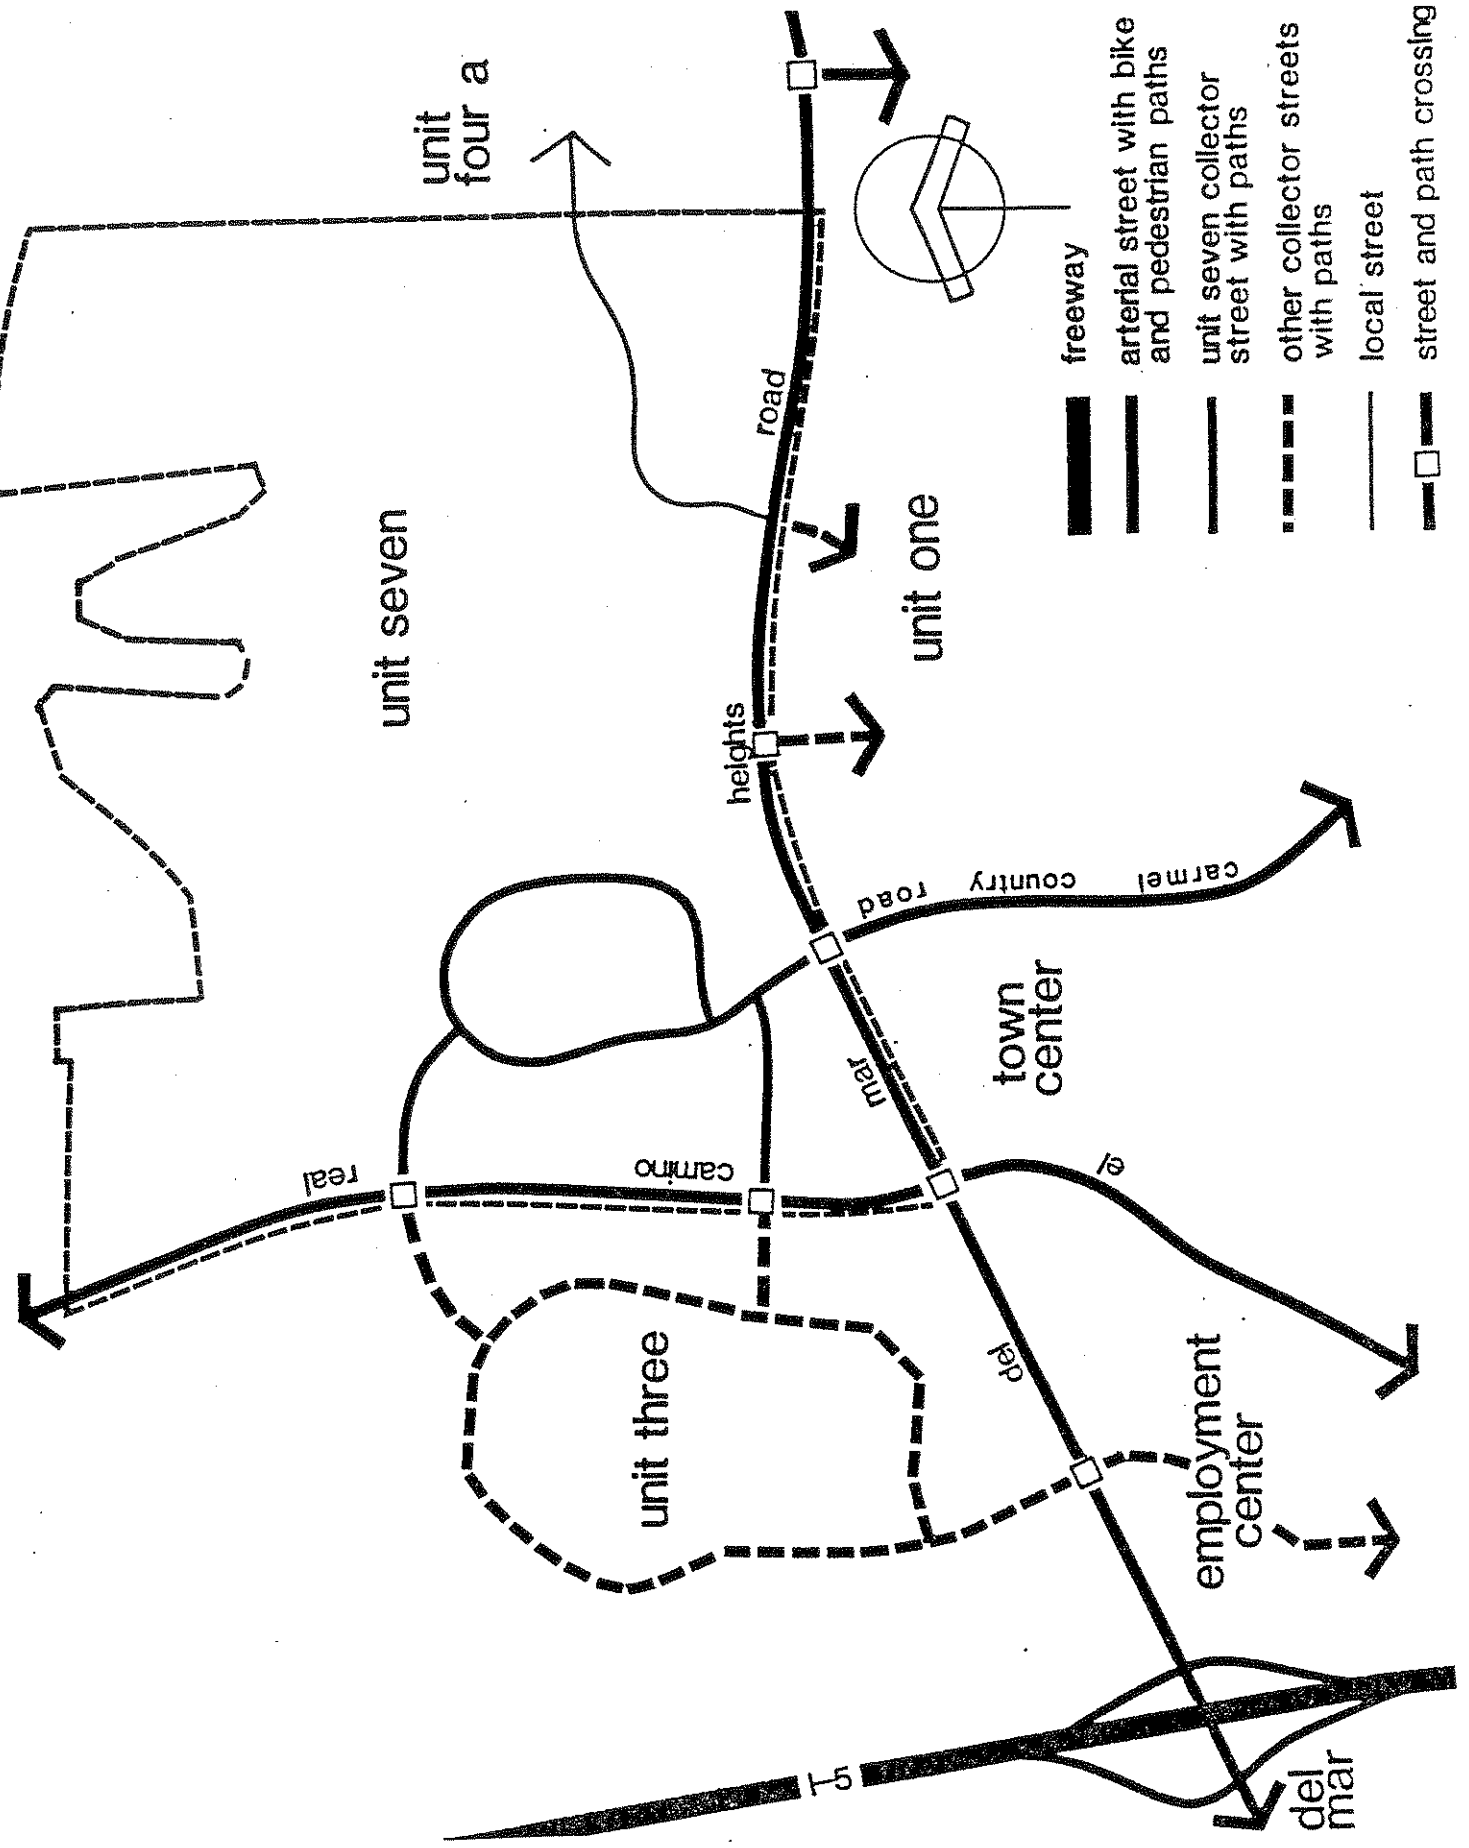 unit
four a
unit seven
unit one
unit three
town
center
employment
center
del
mar
I-5
del
mar
heights
road
el
camino
real
carmel
country
road
freeway
arterial street with bike
and pedestrian paths
unit seven collector
street with paths
other collector streets
with paths
local street
street and path crossing